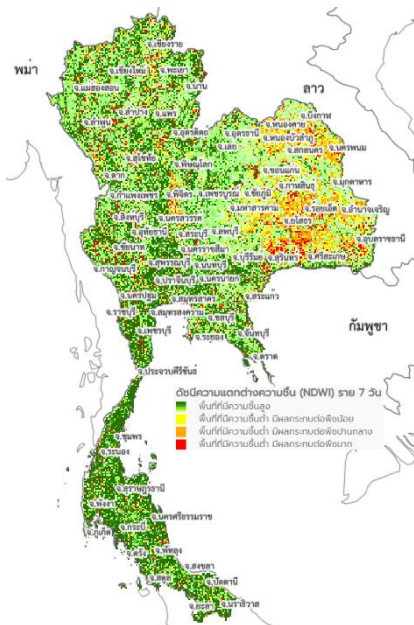 จ.เชียงราย
พม่า
จ.เชียงใหม่ จ.พะเยา
จ.แม่ฮ่องสอน จ.น่าน
ลาว
จ.ลำปาง จ.แพร่
จ.ลำพูน
จ.บึงกาฬ
จ.หนองคาย
จ.อุตรดิตถ์ จ.อุดรธานี
จ.หนองบัวลำภู
จ.เลย จ.สกลนคร จ.นครพนม
จ.สุโขทัย จ.พิษณุโลก
จ.ตาก จ.ขอนแก่น
จ.กำแพงเพชร จ.พิจิตร จ.เพชรบูรณ์ จ.ชัยภูมิ จ.กาฬสินธุ์ จ.มุกดาหาร
จ.สิงห์บุรี จ.นครสวรรค์ จ.มหาสารคาม จ.ร้อยเอ็ด จ.อำนาจเจริญ
จ.อุทัยธานี จ.สระบุรี จ.ลพบุรี จ.ยโสธร
จ.ชัยนาท จ.นครราชสีมา จ.อุบลราชธานี
จ.กาญจนบุรี จ.สุพรรณบุรี จ.นนทบุรี จ.บุรีรัมย์ จ.สุรินทร์ จ.ศรีสะเกษ
จ.ปราจีนบุรี จ.นครนายก
จ.นครปฐม จ.สมุทรสาคร จ.สระแก้ว
จ.ราชบุรี จ.สมุทรสงคราม จ.ชลบุรี
จ.เพชรบุรี จ.ระยอง จ.จันทบุรี
กัมพูชา
จ.ตราด
จ.ประจวบคีรีขันธ์
ดัชนีความแตกต่างความชื้น (NDWI) ราย 7 วัน
พื้นที่ที่มีความชื้นสูง
พื้นที่ที่มีความชื้นต่ำ มีผลกระทบต่อพืชน้อย
พื้นที่ที่มีความชื้นต่ำ มีผลกระทบต่อพืชปานกลาง
พื้นที่ที่มีความชื้นต่ำ มีผลกระทบต่อพืชมาก
จ.ชุมพร
จ.ระนอง
จ.สุราษฎร์ธานี
จ.พังงา
จ.นครศรีธรรมราช
จ.ภูเก็ต จ.กระบี่
จ.ตรัง จ.พัทลุง
จ.สงขลา
จ.สตูล จ.ปัตตานี
จ.ยะลา จ.นราธิวาส